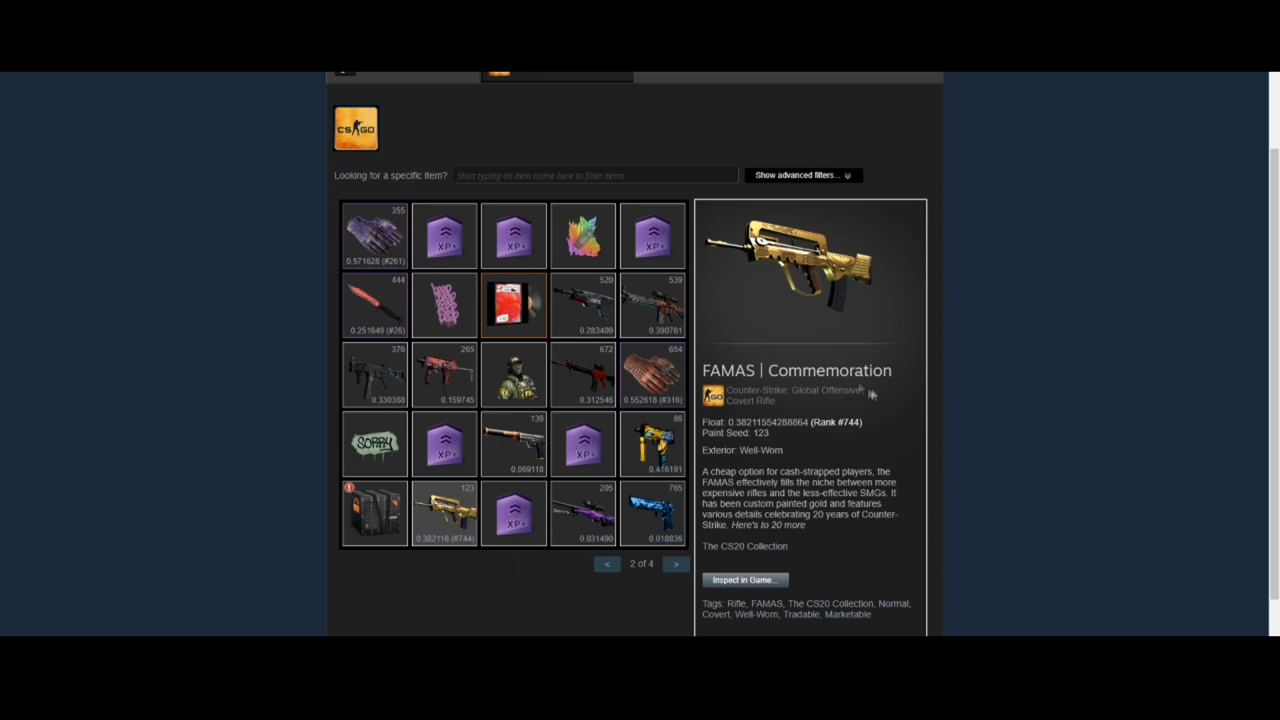 CS GO
Looking for a specific item?
Start typing an item name here to filter items
Show advanced filters...
355
0.571628 (#261)
XP+
XP+
XP+
444
0.251649 (#26)
520
0.283409
539
0.390761
376
0.330368
265
0.159745
672
0.312546
654
0.552618 (#316)
SORRY
XP+
139
0.069118
XP+
86
0.416191
!
123
0.382116 (#744)
XP+
205
0.031490
765
0.018836
< 2 of 4 >
FAMAS | Commemoration
Counter-Strike: Global Offensive
Covert Rifle
Float: 0.38211554288864 (Rank #744)
Paint Seed: 123
Exterior: Well-Worn
A cheap option for cash-strapped players, the
FAMAS effectively fills the niche between more
expensive rifles and the less-effective SMGs. It
has been custom painted gold and features
various details celebrating 20 years of Counter-
Strike. Here's to 20 more
The CS20 Collection
Inspect in Game...
Tags: Rifle, FAMAS, The CS20 Collection, Normal,
Covert, Well-Worn, Tradable, Marketable